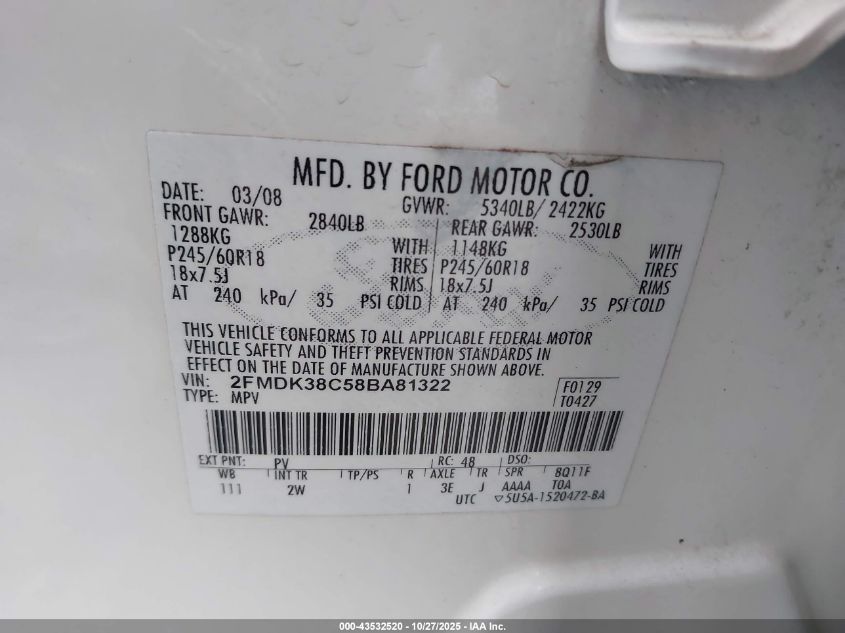 MFD. BY FORD MOTOR CO.
DATE: 03/08 GVWR: 5340LB/ 2422KG
FRONT GAWR: 2840LB REAR GAWR: 2530LB
1288KG WITH 1148KG WITH
P245/60R18 TIRES P245/60R18 TIRES
18x7.5J RIMS 18x7.5J RIMS
AT 240 kPa/ 35 PSI COLD AT 240 kPa/ 35 PSI COLD
THIS VEHICLE CONFORMS TO ALL APPLICABLE FEDERAL MOTOR
VEHICLE SAFETY AND THEFT PREVENTION STANDARDS IN
EFFECT ON THE DATE OF MANUFACTURE SHOWN ABOVE.
VIN: 2FMDK38C58BA81322 F0129
TYPE: MPV T0427
EXT PNT: PV RC: 48 DSO:
WB INT TR TP/PS R AXLE TR SPR BQ11F
111 2W 1 3E J AAAA TOA
UTC ▽5U5A-1520472-BA
000-43532520 - 10/27/2025 - IAA Inc.